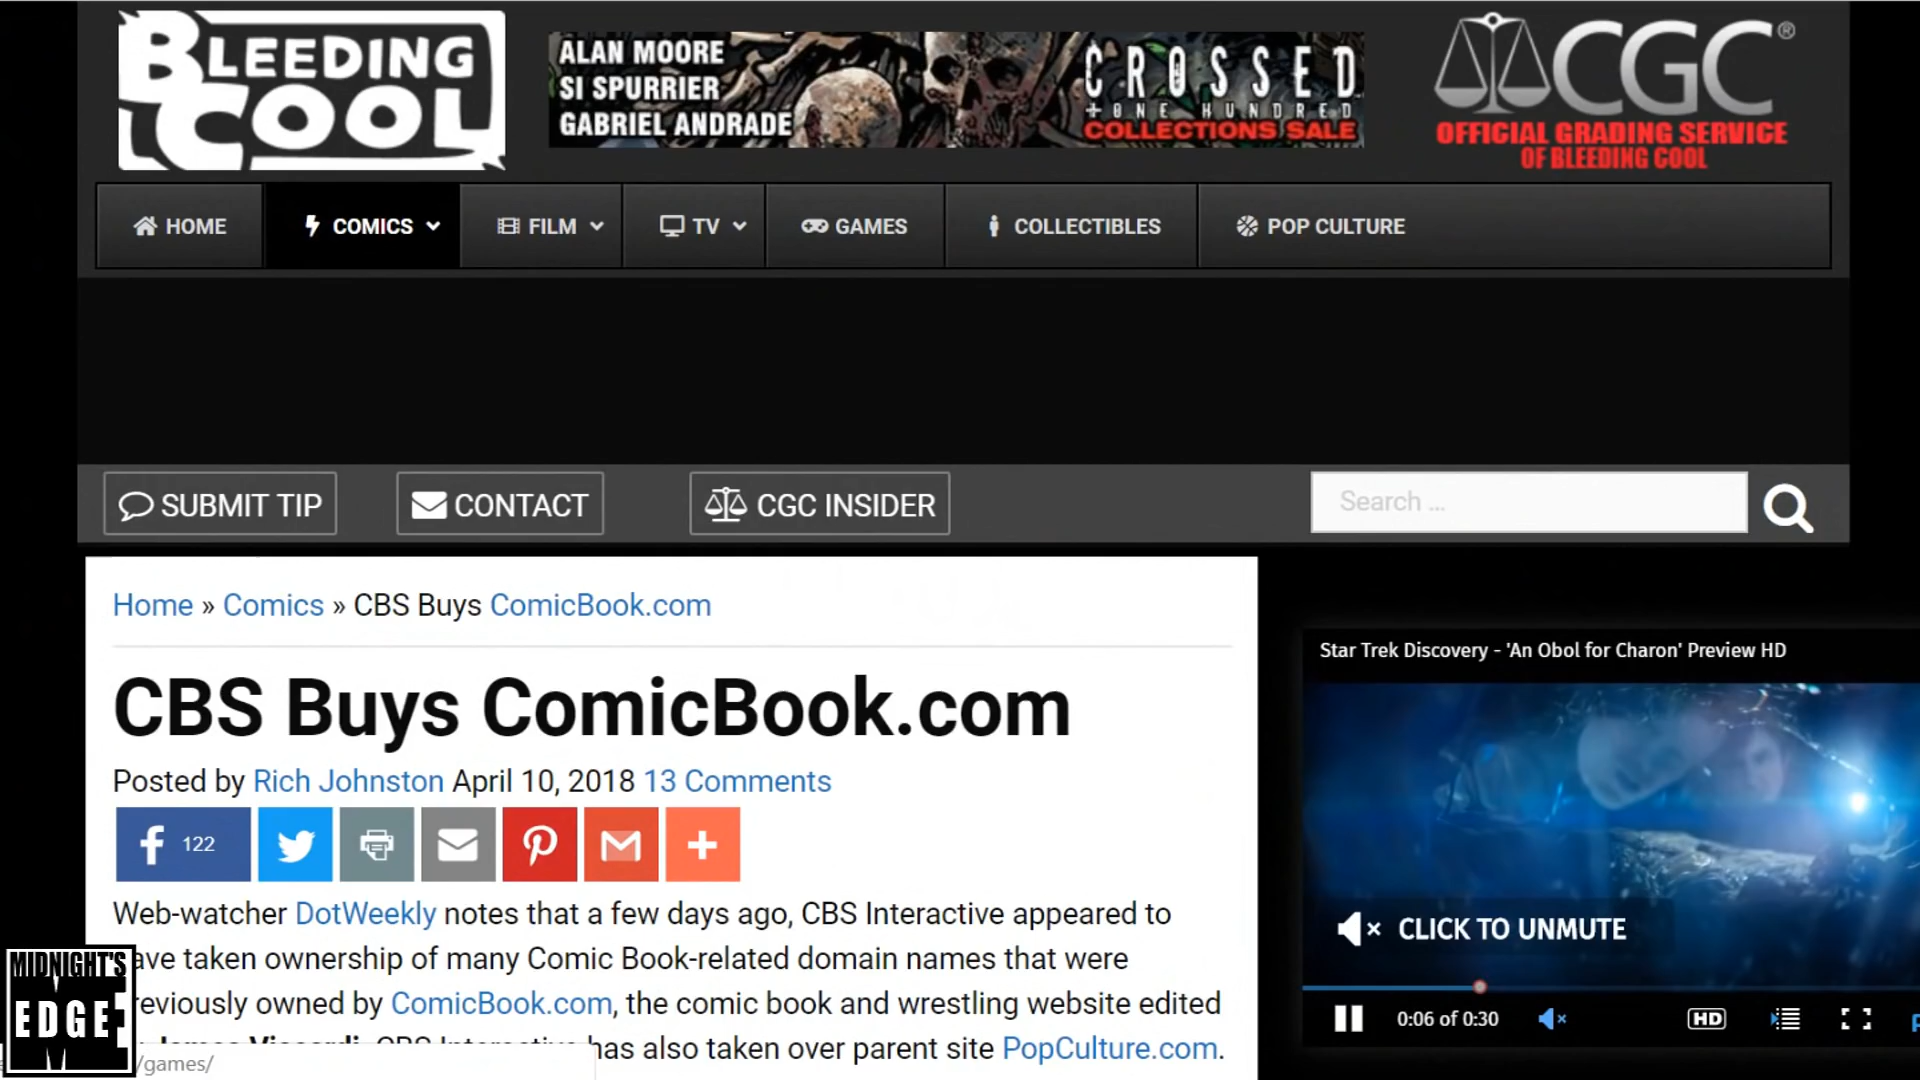 BLEEDING
COOL
ALAN MOORE
SI SPURRIER
GABRIEL ANDRADE
CROSSED
+ONE HUNDRED
COLLECTIONS SALE
CGC®
OFFICIAL GRADING SERVICE
OF BLEEDING COOL
HOME
COMICS
FILM
TV
GAMES
COLLECTIBLES
POP CULTURE
SUBMIT TIP
CONTACT
CGC INSIDER
Search ...
Home » Comics » CBS Buys ComicBook.com
CBS Buys ComicBook.com
Posted by Rich Johnston April 10, 2018 13 Comments
122
Web-watcher DotWeekly notes that a few days ago, CBS Interactive appeared to
ave taken ownership of many Comic Book-related domain names that were
reviously owned by ComicBook.com, the comic book and wrestling website edited
has also taken over parent site PopCulture.com.
Star Trek Discovery - 'An Obol for Charon' Preview HD
CLICK TO UNMUTE
0:06 of 0:30
HD
MIDNIGHT'S
EDGE
/games/